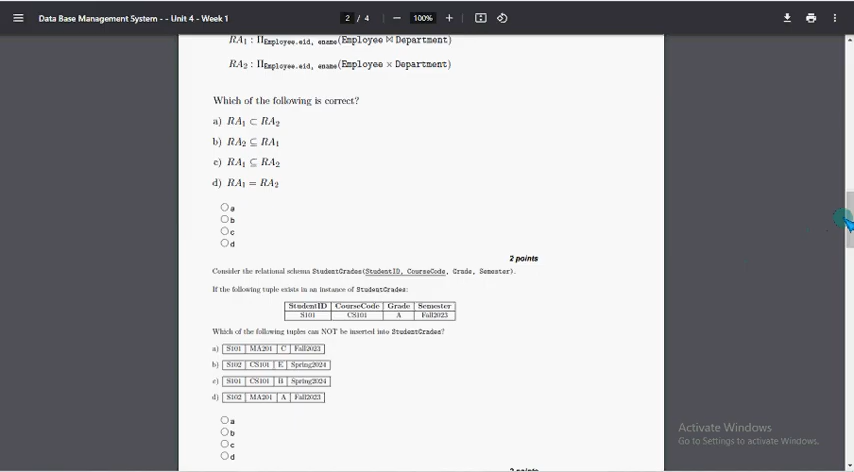 Data Base Management System - - Unit 4 - Week 1
2 / 4
100%
RA₁ : ΠEmployee.eid, ename(Employee ⋈ Department)
RA₂ : ΠEmployee.eid, ename(Employee × Department)
Which of the following is correct?
a) RA₁ ⊂ RA₂
b) RA₂ ⊆ RA₁
c) RA₁ ⊆ RA₂
d) RA₁ = RA₂
a
b
c
d
2 points
Consider the relational schema StudentGrades(StudentID, CourseCode, Grade, Semester).
If the following tuple exists in an instance of StudentGrades:
StudentID CourseCode Grade Semester
S101 CS101 A Fall2023
Which of the following tuples can NOT be inserted into StudentGrades?
a) S101 MA201 C Fall2023
b) S102 CS101 E Spring2024
c) S101 CS101 B Spring2024
d) S102 MA201 A Fall2023
a
b
c
d
2 points
Activate Windows
Go to Settings to activate Windows.